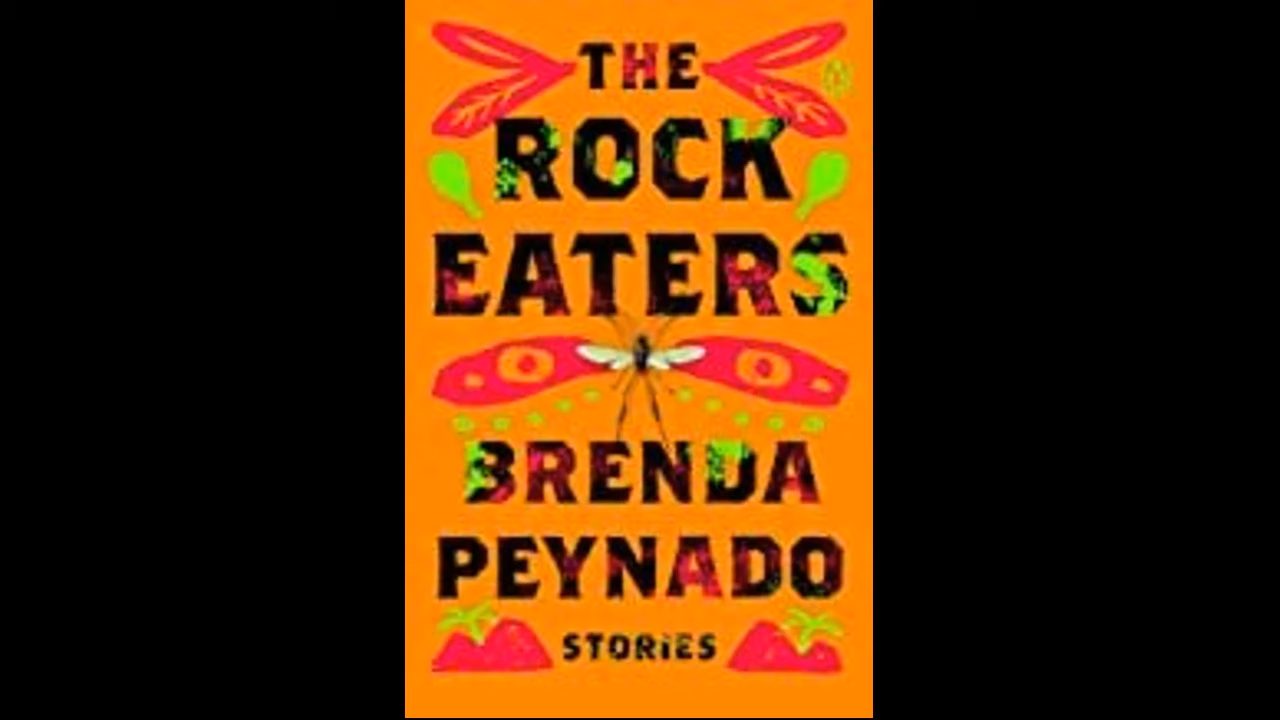 THE
ROCK
EATERS
BRENDA
PEYNADO
STORIES